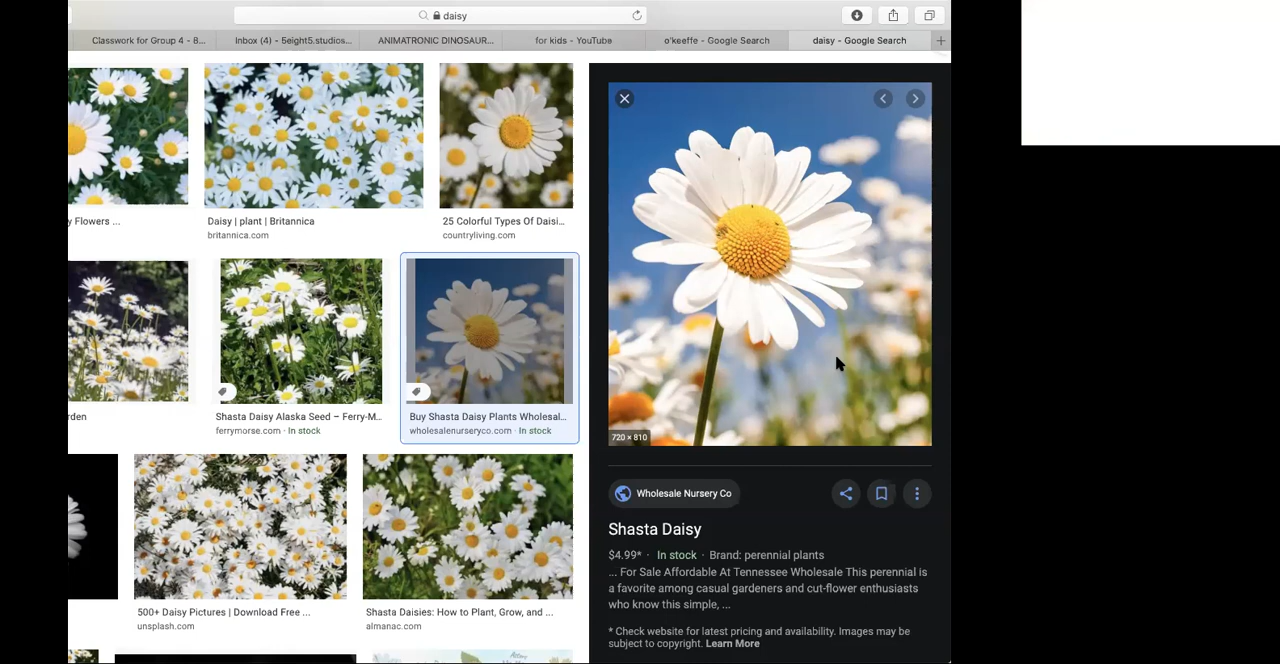 daisy
Classwork for Group 4 - 8...
Inbox (4) - 5eight5.studios...
ANIMATRONIC DINOSAUR...
for kids - YouTube
o'keeffe - Google Search
daisy - Google Search
y Flowers ...
Daisy | plant | Britannica
britannica.com
25 Colorful Types Of Daisi...
countryliving.com
rden
Shasta Daisy Alaska Seed – Ferry-M...
ferrymorse.com · In stock
Buy Shasta Daisy Plants Wholesal...
wholesalenurseryco.com · In stock
500+ Daisy Pictures | Download Free ...
unsplash.com
Shasta Daisies: How to Plant, Grow, and ...
almanac.com
720 × 810
Wholesale Nursery Co
Shasta Daisy
$4.99* · In stock · Brand: perennial plants
... For Sale Affordable At Tennessee Wholesale This perennial is
a favorite among casual gardeners and cut-flower enthusiasts
who know this simple, ...
* Check website for latest pricing and availability. Images may be
subject to copyright. Learn More